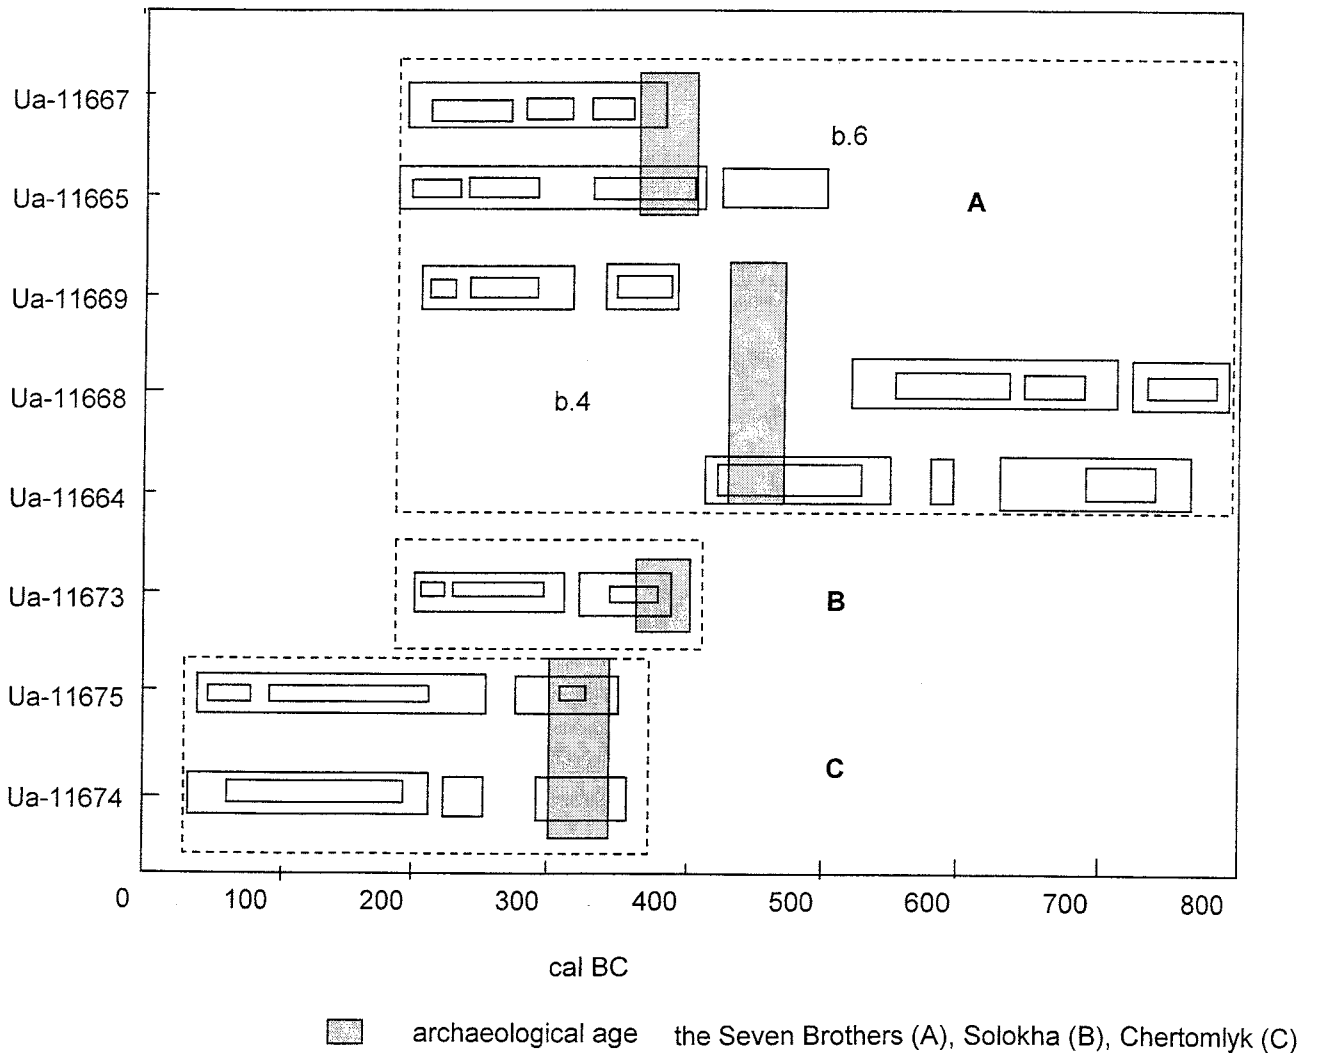 Ua-11667
b.6
Ua-11665
A
Ua-11669
Ua-11668
b.4
Ua-11664
Ua-11673
B
Ua-11675
C
Ua-11674
0 100 200 300 400 500 600 700 800
cal BC
archaeological age the Seven Brothers (A), Solokha (B), Chertomlyk (C)